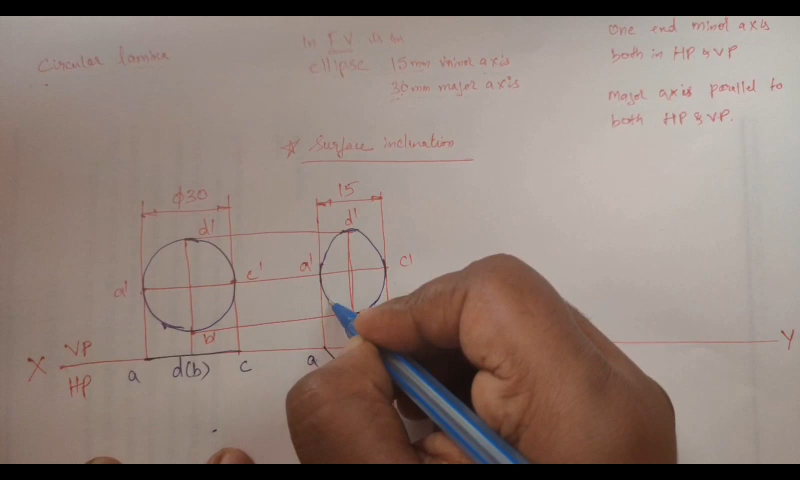 Circular lamina
In F.V it is an
ellipse 15mm minor axis
30mm major axis
One end minor axis
both in HP & VP
Major axis parallel to
both HP & VP.
☆ Surface inclination
ϕ30
15
d'
d'
a'
c'
a'
c'
b'
X
VP
HP
a
d(b)
c
a
Y